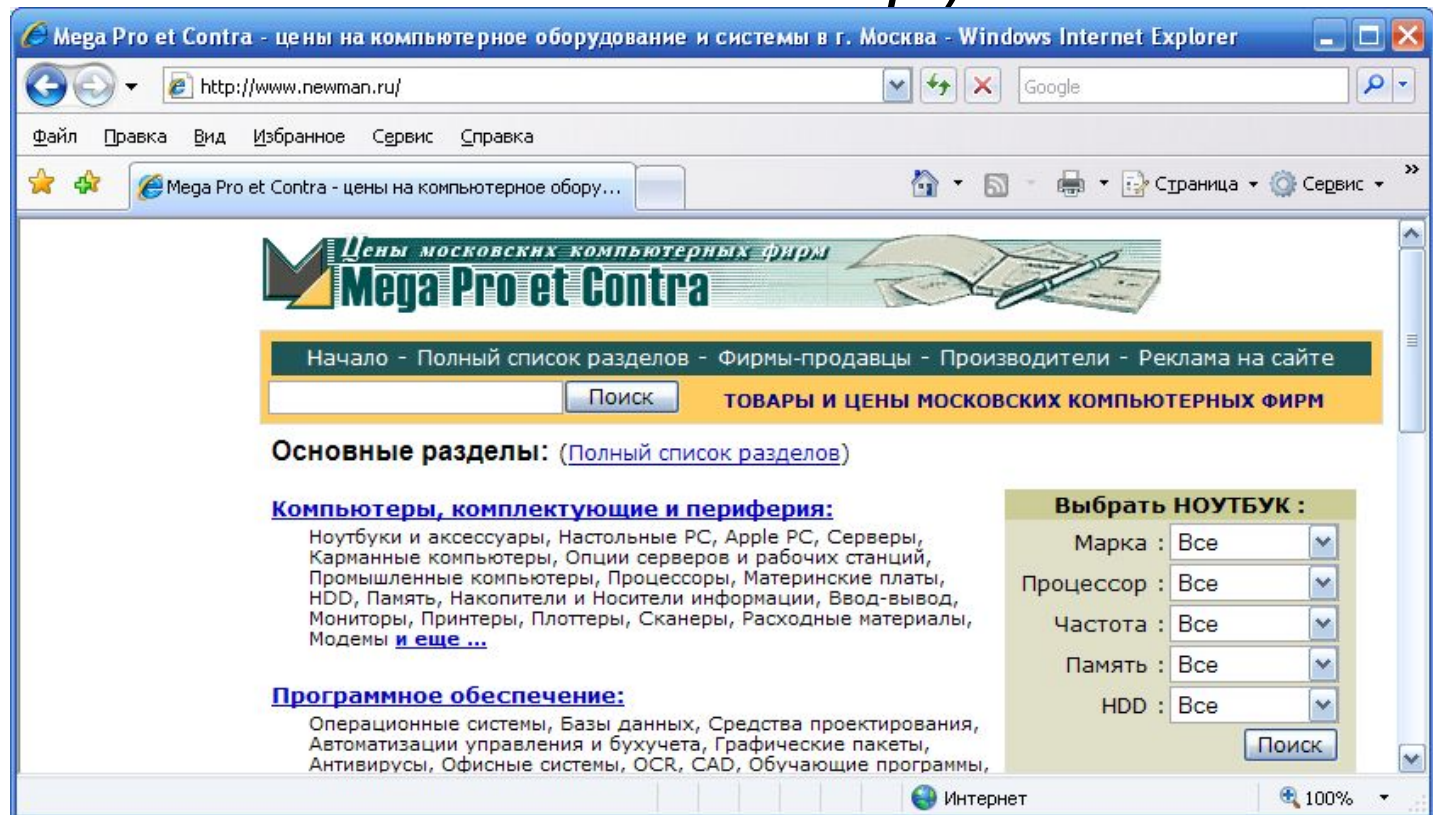 Mega Pro et Contra - цены на компьютерное оборудование и системы в г. Москва - Windows Internet Explorer
http://www.newman.ru/
Google
Файл Правка Вид Избранное Сервис Справка
Mega Pro et Contra - цены на компьютерное обору...
Страница Сервис »
Цены московских компьютерных фирм
Mega Pro et Contra
Начало - Полный список разделов - Фирмы-продавцы - Производители - Реклама на сайте
Поиск ТОВАРЫ И ЦЕНЫ МОСКОВСКИХ КОМПЬЮТЕРНЫХ ФИРМ
Основные разделы: (Полный список разделов)
Компьютеры, комплектующие и периферия:
Ноутбуки и аксессуары, Настольные PC, Apple PC, Серверы,
Карманные компьютеры, Опции серверов и рабочих станций,
Промышленные компьютеры, Процессоры, Материнские платы,
HDD, Память, Накопители и Носители информации, Ввод-вывод,
Мониторы, Принтеры, Плоттеры, Сканеры, Расходные материалы,
Модемы и еще ...
Программное обеспечение:
Операционные системы, Базы данных, Средства проектирования,
Автоматизации управления и бухучета, Графические пакеты,
Антивирусы, Офисные системы, OCR, CAD, Обучающие программы,
Выбрать НОУТБУК :
Марка : Все
Процессор : Все
Частота : Все
Память : Все
HDD : Все
Поиск
Интернет 100%